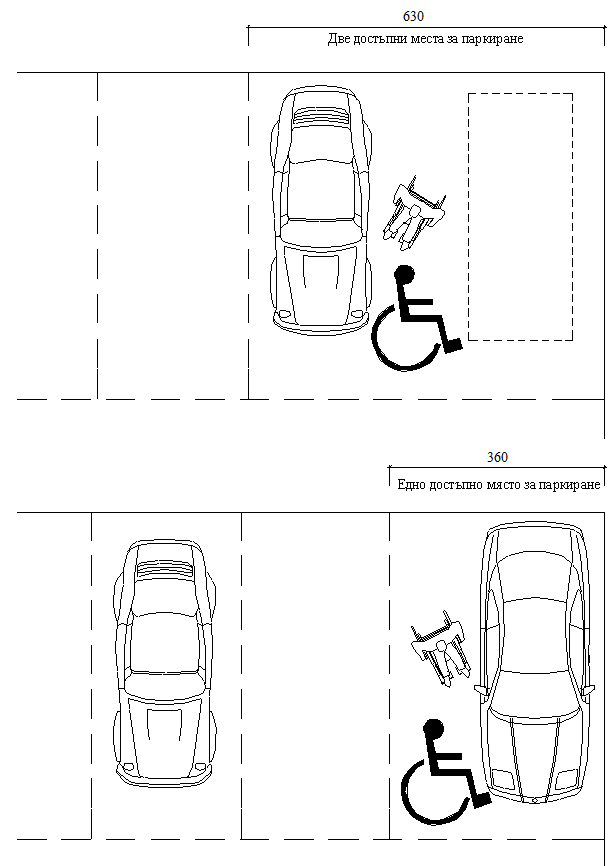 630
Две достъпни места за паркиране
360
Едно достъпно място за паркиране